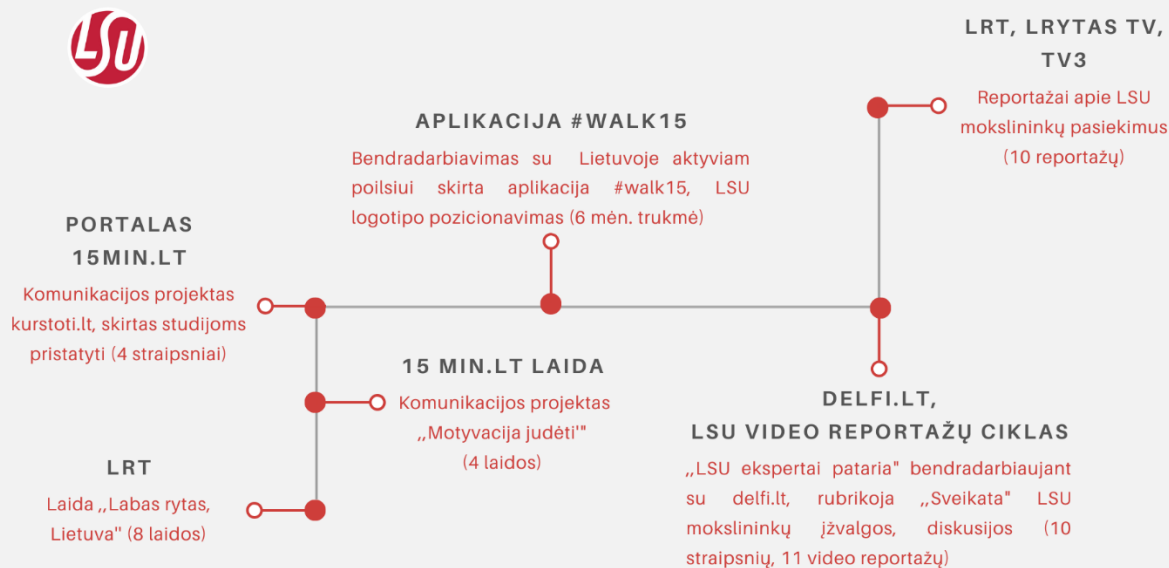 LSU
LRT, LRYTAS TV,
TV3
Reportažai apie LSU
mokslininkų pasiekimus
(10 reportažų)
APLIKACIJA #WALK15
Bendradarbiavimas su Lietuvoje aktyviam
poilsiui skirta aplikacija #walk15, LSU
logotipo pozicionavimas (6 mėn. trukmė)
PORTALAS
15MIN.LT
Komunikacijos projektas
kurstoti.lt, skirtas studijoms
pristatyti (4 straipsniai)
15 MIN.LT LAIDA
Komunikacijos projektas
,,Motyvacija judėti'"
(4 laidos)
LRT
Laida ,,Labas rytas,
Lietuva" (8 laidos)
DELFI.LT,
LSU VIDEO REPORTAŽŲ CIKLAS
,,LSU ekspertai pataria" bendradarbiaujant
su delfi.lt, rubrikoja ,,Sveikata" LSU
mokslininkų įžvalgos, diskusijos (10
straipsnių, 11 video reportažų)